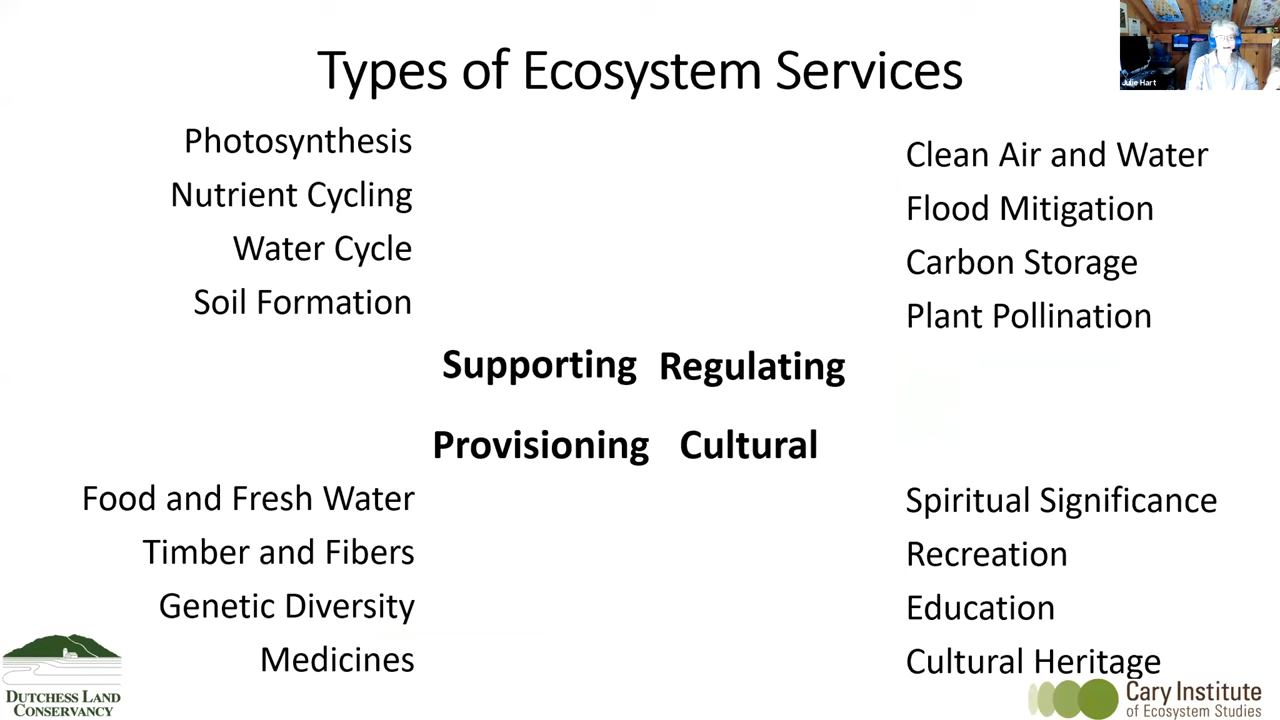 Types of Ecosystem Services
Julie Hart
Photosynthesis
Nutrient Cycling
Water Cycle
Soil Formation
Clean Air and Water
Flood Mitigation
Carbon Storage
Plant Pollination
Supporting
Regulating
Provisioning
Cultural
Food and Fresh Water
Timber and Fibers
Genetic Diversity
Medicines
Spiritual Significance
Recreation
Education
Cultural Heritage
DUTCHESS LAND
CONSERVANCY
Cary Institute
of Ecosystem Studies